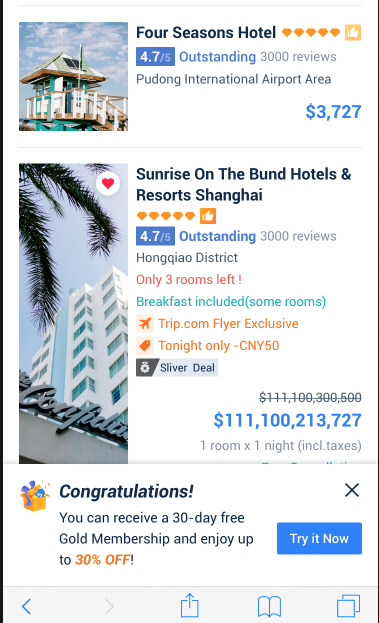 Four Seasons Hotel
4.7/5 Outstanding 3000 reviews
Pudong International Airport Area
$3,727
Sunrise On The Bund Hotels &
Resorts Shanghai
4.7/5 Outstanding 3000 reviews
Hongqiao District
Only 3 rooms left !
Breakfast included(some rooms)
Trip.com Flyer Exclusive
Tonight only -CNY50
Sliver Deal
$111,100,300,500
$111,100,213,727
1 room x 1 night (incl.taxes)
Congratulations!
You can receive a 30-day free
Gold Membership and enjoy up
to 30% OFF!
Try it Now